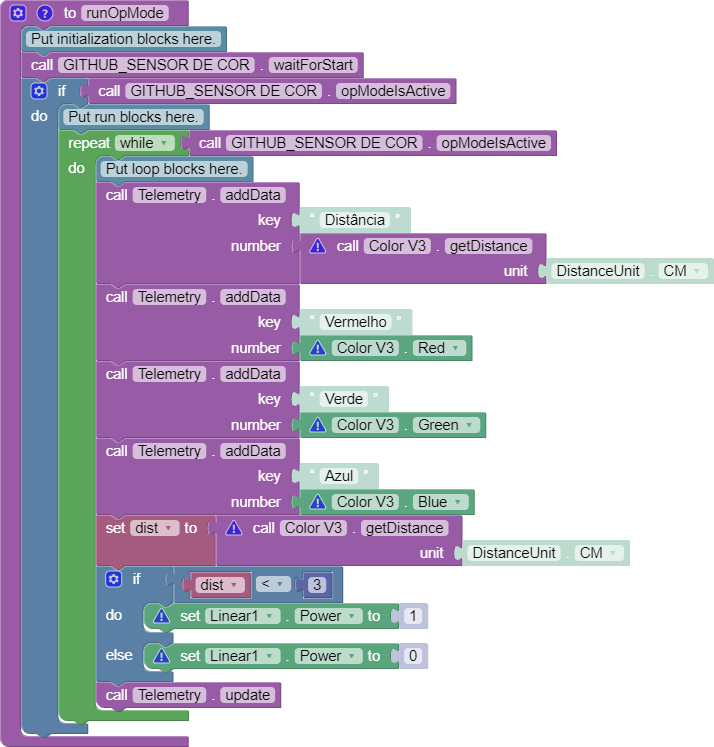 ? to runOpMode
Put initialization blocks here.
call GITHUB_SENSOR DE COR . waitForStart
if call GITHUB_SENSOR DE COR . opModeIsActive
do Put run blocks here.
repeat while call GITHUB_SENSOR DE COR . opModeIsActive
do Put loop blocks here.
call Telemetry . addData
key “ Distância ”
number call Color V3 . getDistance
unit DistanceUnit . CM
call Telemetry . addData
key “ Vermelho ”
number Color V3 . Red
call Telemetry . addData
key “ Verde ”
number Color V3 . Green
call Telemetry . addData
key “ Azul ”
number Color V3 . Blue
set dist to call Color V3 . getDistance
unit DistanceUnit . CM
if dist < 3
do set Linear1 . Power to 1
else set Linear1 . Power to 0
call Telemetry . update